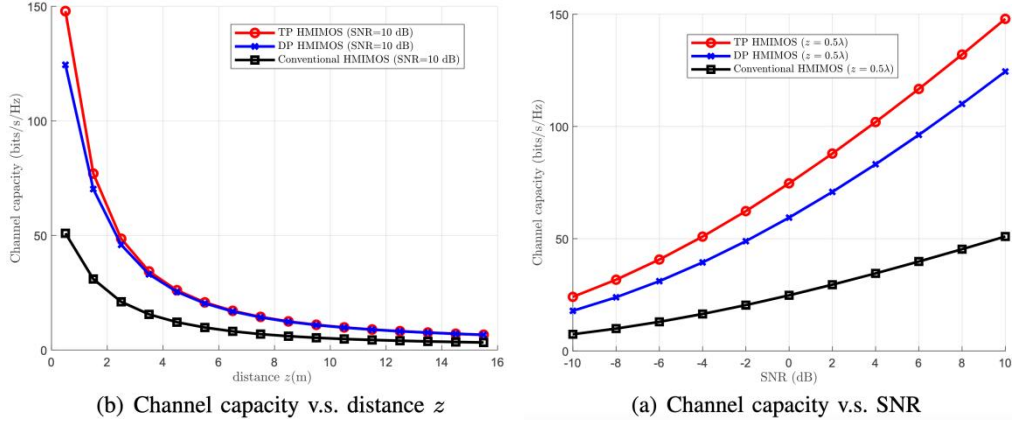 150
100
50
0
Channel capacity (bits/s/Hz)
TP HMIMOS (SNR=10 dB)
DP HMIMOS (SNR=10 dB)
Conventional HMIMOS (SNR=10 dB)
0 2 4 6 8 10 12 14 16
distance z(m)
(b) Channel capacity v.s. distance z
150
100
50
0
Channel capacity (bits/s/Hz)
TP HMIMOS (z = 0.5λ)
DP HMIMOS (z = 0.5λ)
Conventional HMIMOS (z = 0.5λ)
-10 -8 -6 -4 -2 0 2 4 6 8 10
SNR (dB)
(a) Channel capacity v.s. SNR